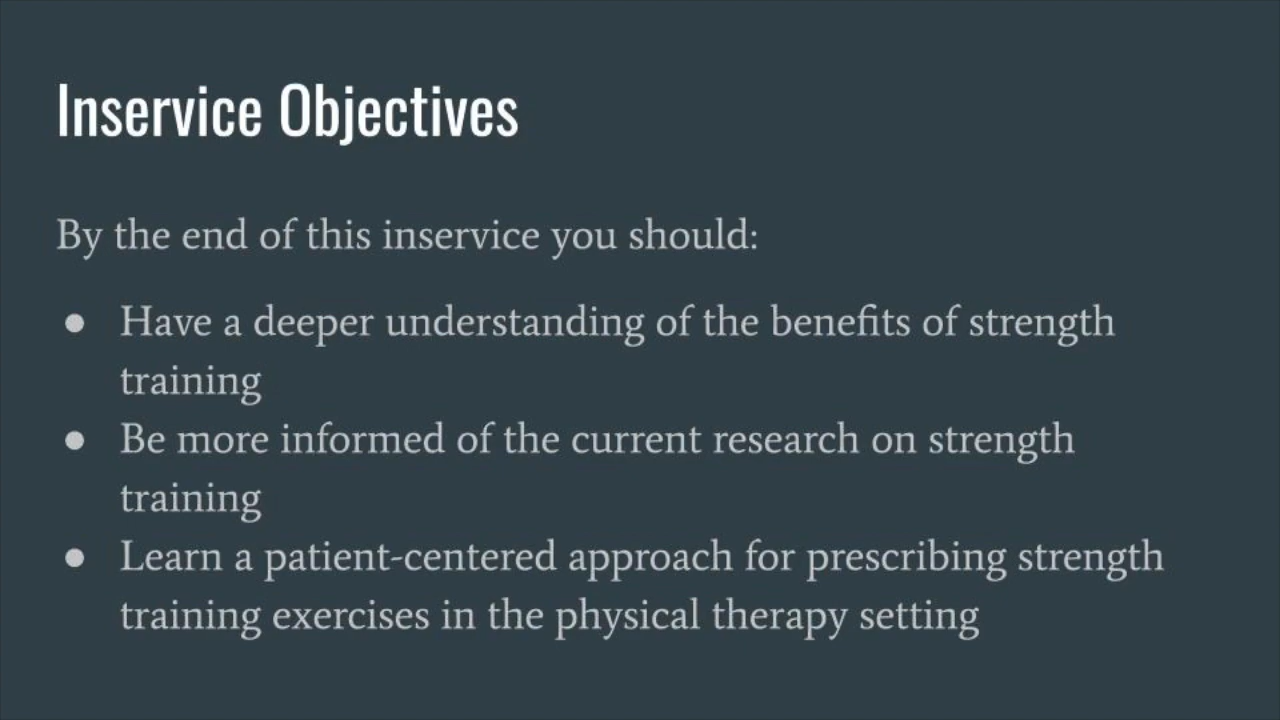 Inservice Objectives
By the end of this inservice you should:
● Have a deeper understanding of the benefits of strength
training
● Be more informed of the current research on strength
training
● Learn a patient-centered approach for prescribing strength
training exercises in the physical therapy setting